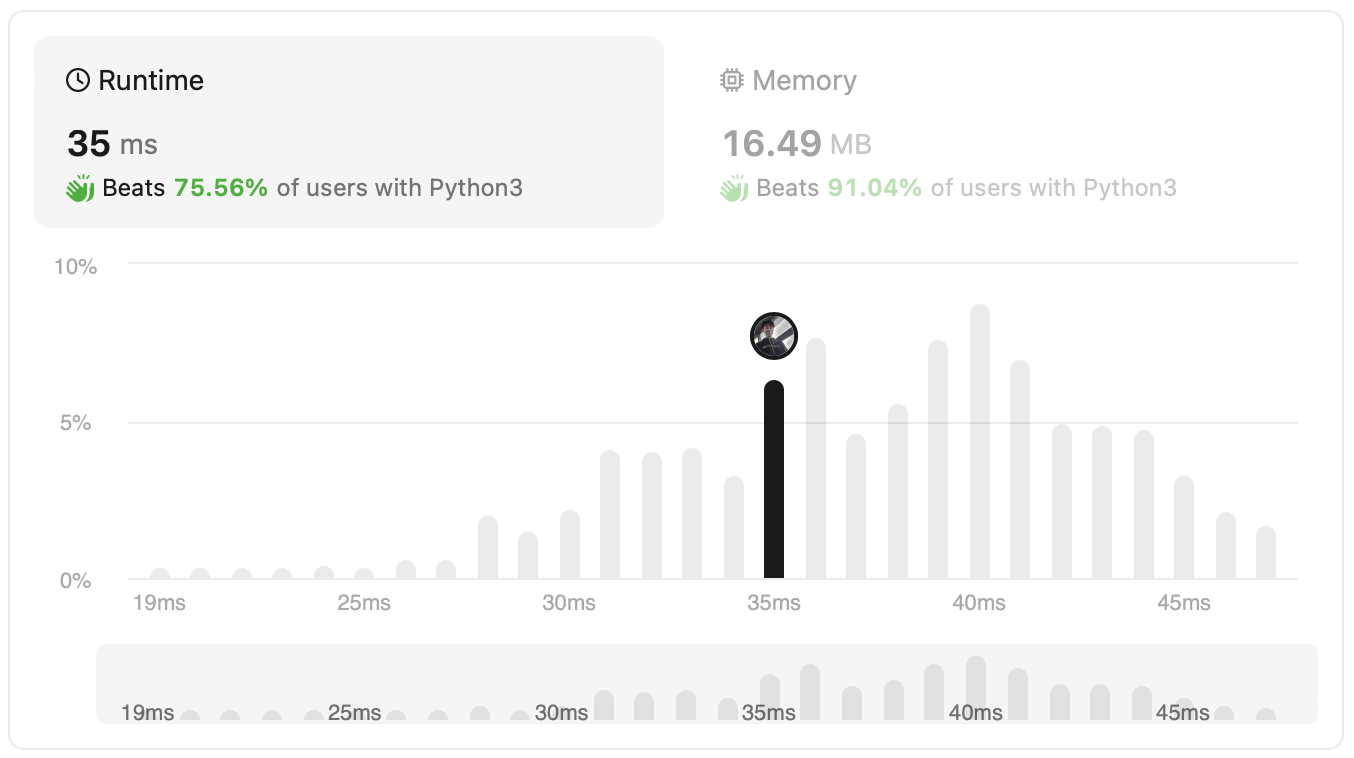 Runtime
35 ms
Beats 75.56% of users with Python3
Memory
16.49 MB
Beats 91.04% of users with Python3
10%
5%
0%
19ms 25ms 30ms 35ms 40ms 45ms
19ms 25ms 30ms 35ms 40ms 45ms